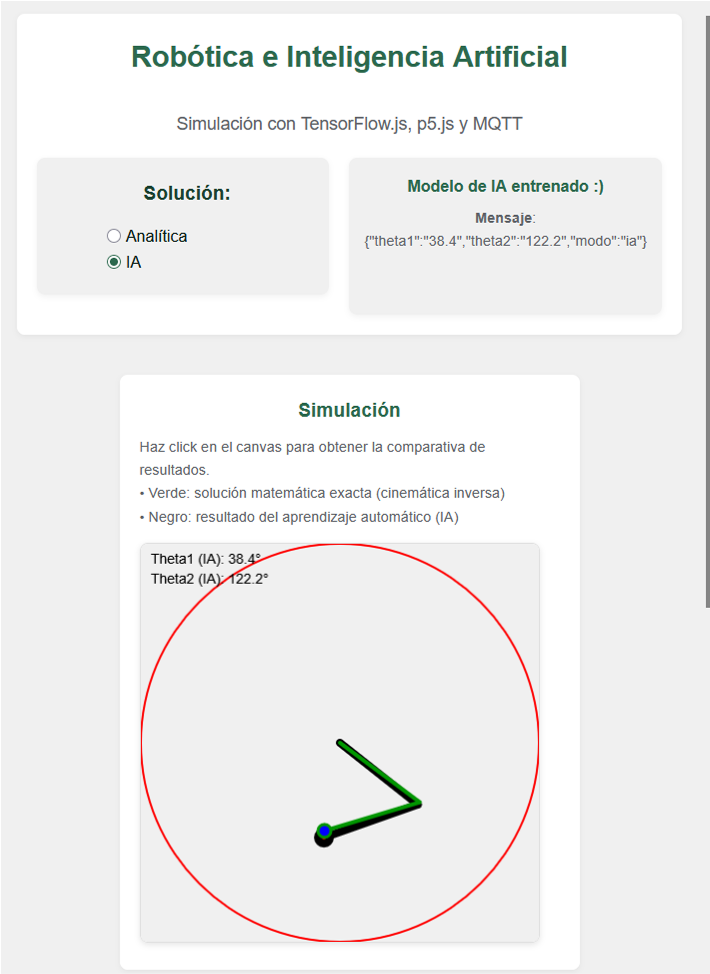 Robótica e Inteligencia Artificial
Simulación con TensorFlow.js, p5.js y MQTT
Solución:
Analítica
IA
Modelo de IA entrenado :)
Mensaje:
{"theta1":"38.4","theta2":"122.2","modo":"ia"}
Simulación
Haz click en el canvas para obtener la comparativa de
resultados.
• Verde: solución matemática exacta (cinemática inversa)
• Negro: resultado del aprendizaje automático (IA)
Theta1 (IA): 38.4°
Theta2 (IA): 122.2°